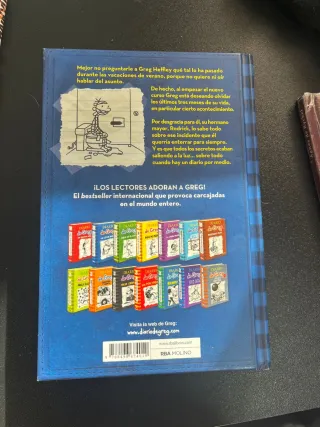 Mejor no preguntarle a Greg Heffley qué tal lo ha pasado
durante las vacaciones de verano, porque no quiere ni oír
hablar del asunto.
De hecho, al empezar el nuevo
curso Greg está deseando olvidar
los últimos tres meses de su vida,
en particular cierto acontecimiento.
Por desgracia para él, su hermano
mayor, Rodrick, lo sabe todo
sobre ese incidente que él
querría enterrar para siempre.
Y es que todos los secretos acaban
saliendo a la luz... sobre todo
cuando hay un diario por medio.
¡LOS LECTORES ADORAN A GREG!
El bestseller internacional que provoca carcajadas
en el mundo entero.
Visita la web de Greg:
www.diariodegreg.com
RBA MOLINO